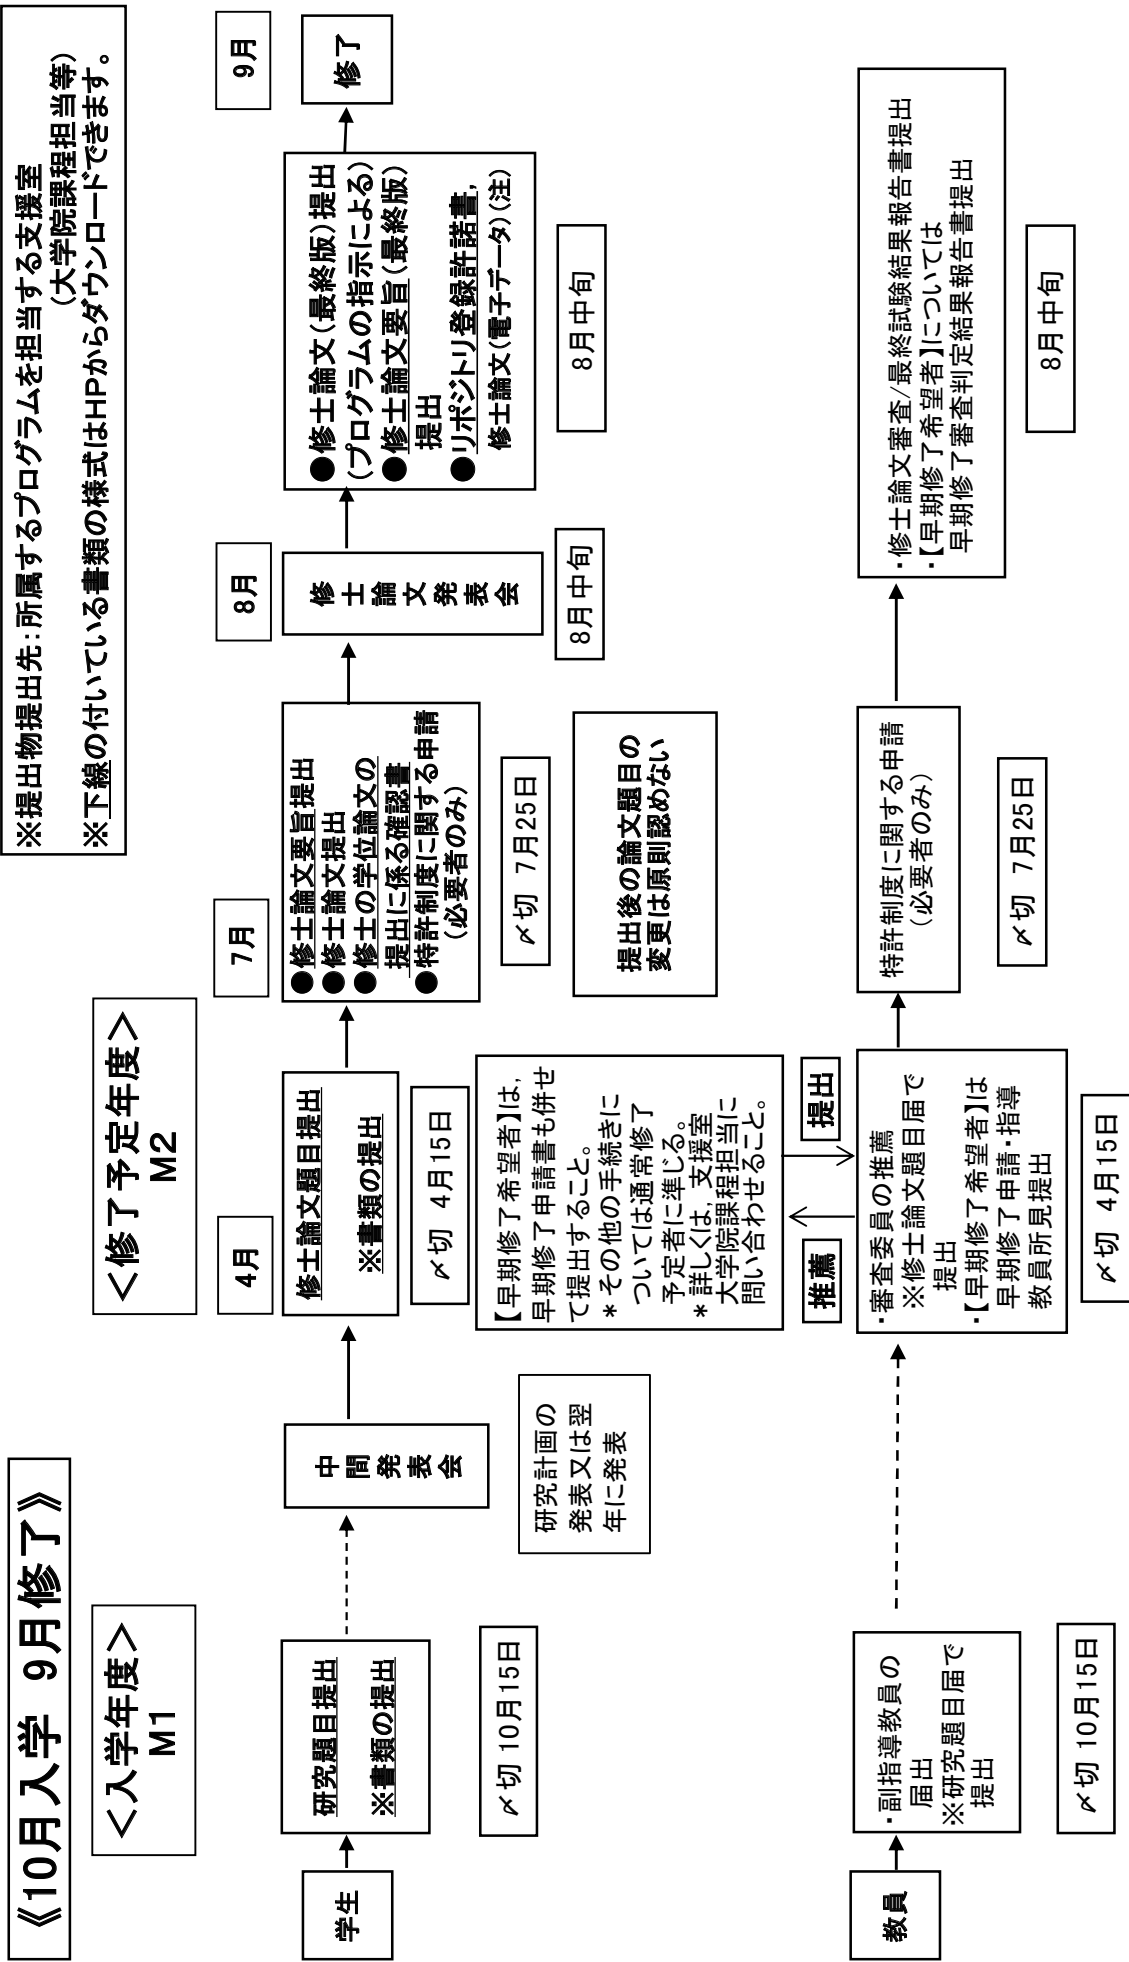 《10月入学　9月修了》
※提出物提出先：所属するプログラムを担当する支援室
（大学院課程担当等）
※下線の付いている書類の様式はHPからダウンロードできます。
＜入学年度＞
M1
＜修了予定年度＞
M2
4月
7月
8月
9月
学生
研究題目提出
※書類の提出
〆切 10月15日
中間発表会
研究計画の
発表又は翌
年に発表
修士論文題目提出
※書類の提出
〆切 4月15日
【早期修了希望者】は，
早期修了申請書も併せ
て提出すること。
＊その他の手続きに
ついては通常修了
予定者に準じる。
＊詳しくは，支援室
大学院課程担当に
問い合わせること。
●修士論文要旨提出
●修士論文提出
●修士の学位論文の
提出に係る確認書
●特許制度に関する申請
（必要者のみ）
〆切 7月25日
提出後の論文題目の
変更は原則認めない
修士論文発表会
8月中旬
●修士論文（最終版）提出
（プログラムの指示による）
●修士論文要旨（最終版）
提出
●リポジトリ登録許諾書，
修士論文（電子データ）（注）
8月中旬
修了
推薦
提出
教員
・副指導教員の
届出
※研究題目届で
提出
〆切 10月15日
・審査委員の推薦
※修士論文題目届で
提出
・【早期修了希望者】は
早期修了申請・指導
教員所見提出
〆切 4月15日
特許制度に関する申請
（必要者のみ）
〆切 7月25日
・修士論文審査/最終試験結果報告書提出
・【早期修了希望者】については
早期修了審査判定結果報告書提出
8月中旬